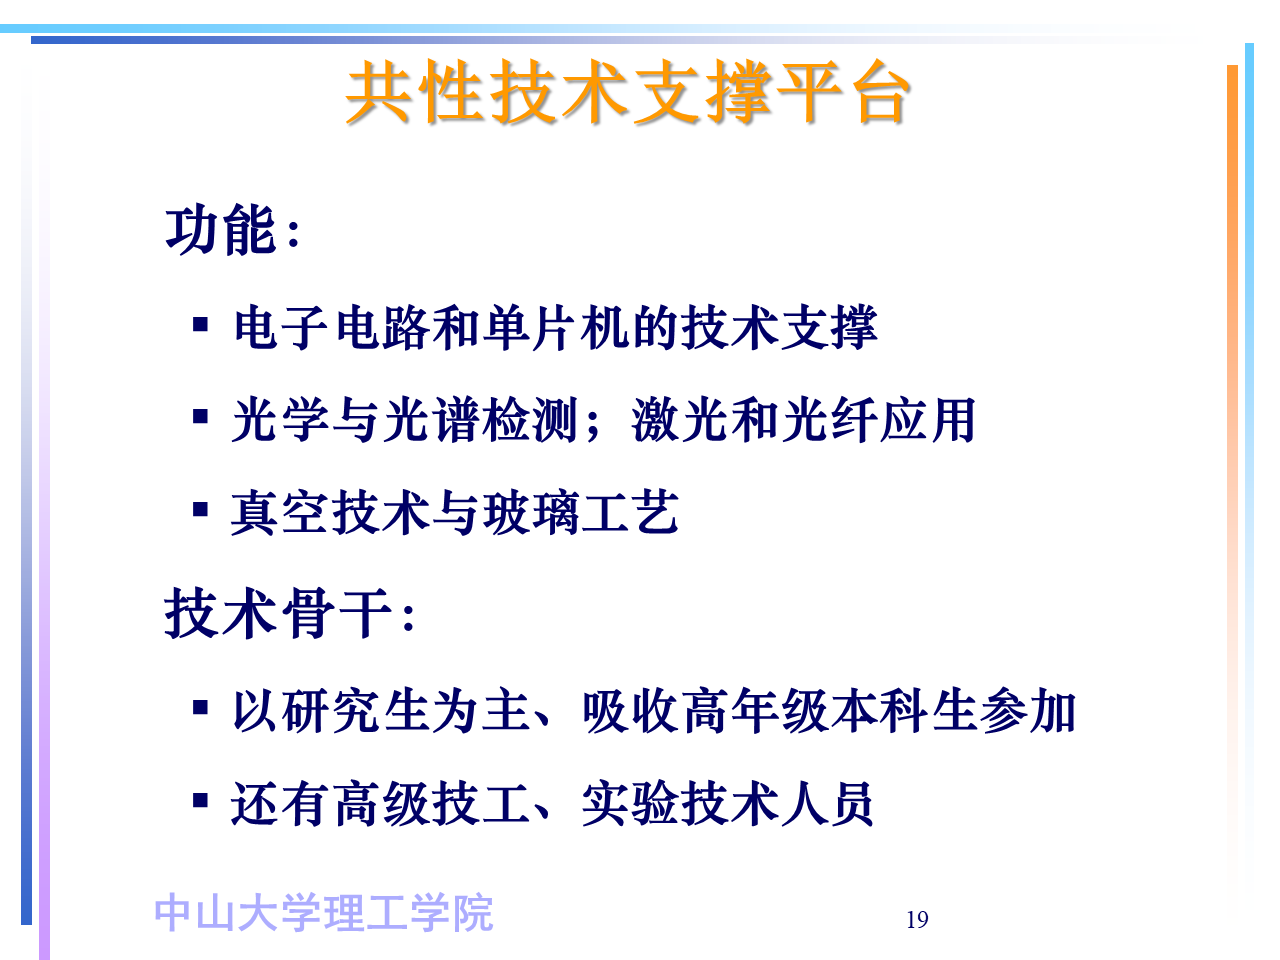 共性技术支撑平台
功能：
▪ 电子电路和单片机的技术支撑
▪ 光学与光谱检测；激光和光纤应用
▪ 真空技术与玻璃工艺
技术骨干：
▪ 以研究生为主、吸收高年级本科生参加
▪ 还有高级技工、实验技术人员
中山大学理工学院
19